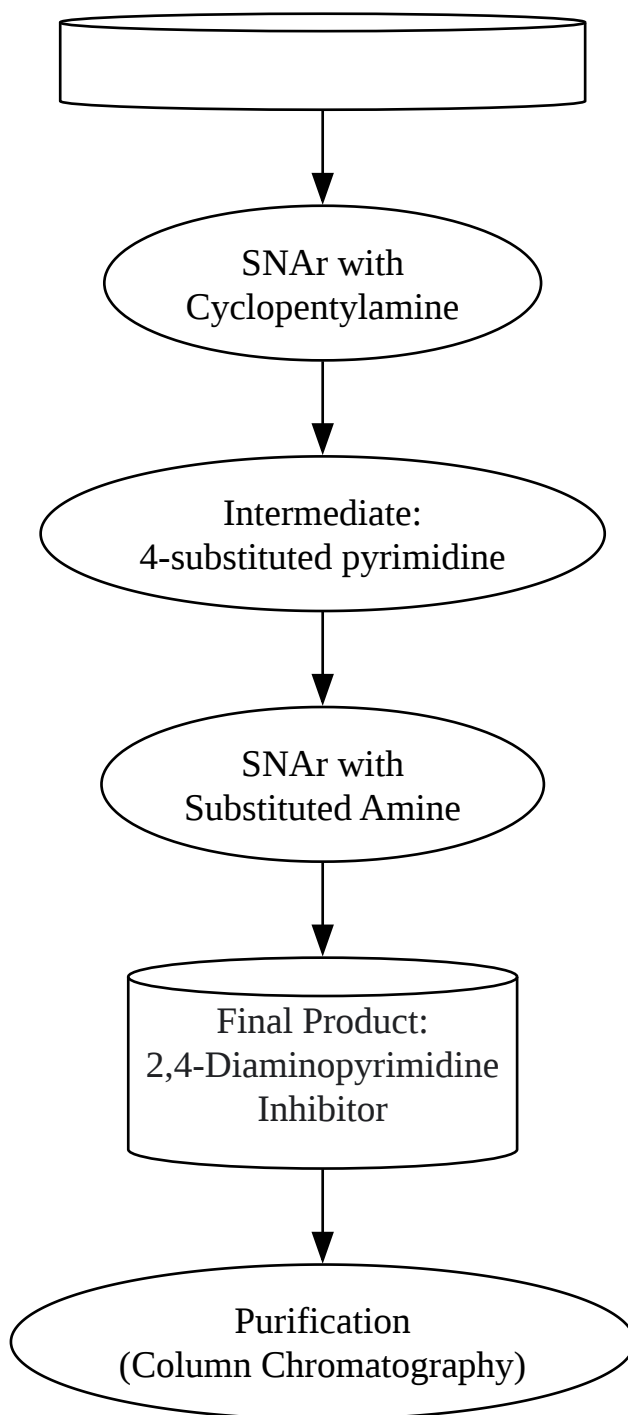 SNAr with
Cyclopentylamine
Intermediate:
4-substituted pyrimidine
SNAr with
Substituted Amine
Final Product:
2,4-Diaminopyrimidine
Inhibitor
Purification
(Column Chromatography)